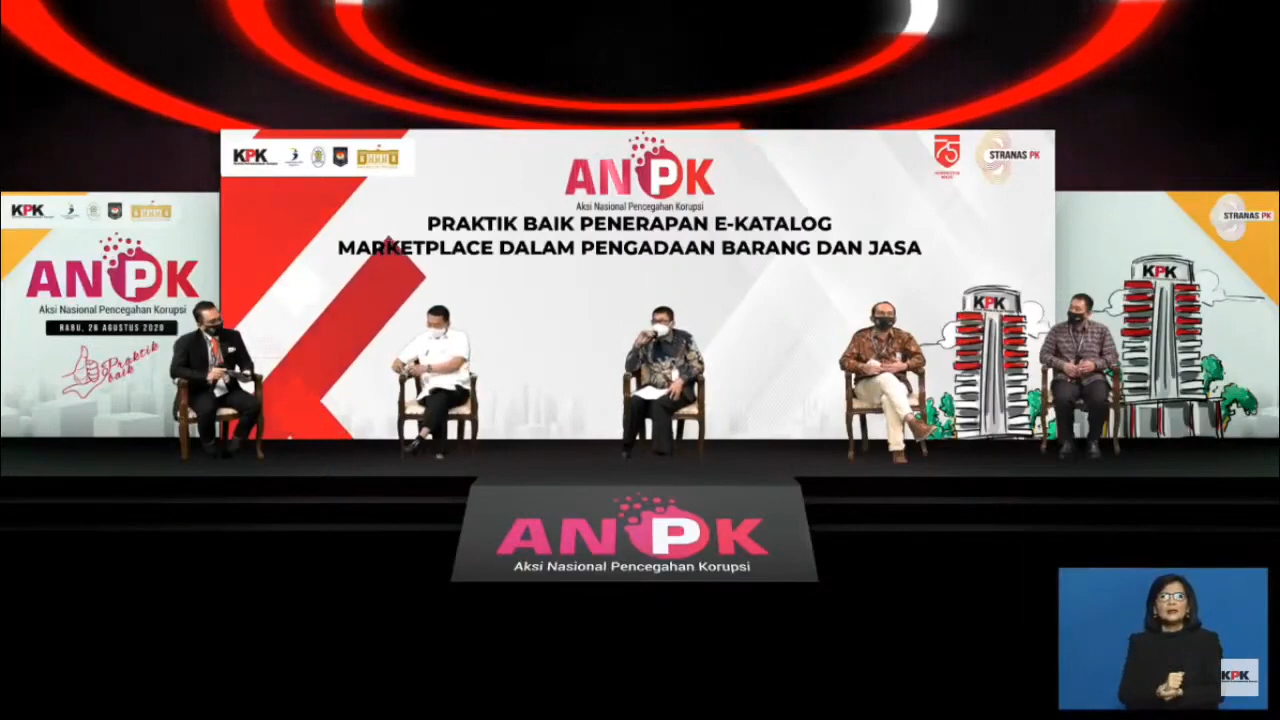 KPK
ANPK
Aksi Nasional Pencegahan Korupsi
75
STRANAS PK
PRAKTIK BAIK PENERAPAN E-KATALOG
MARKETPLACE DALAM PENGADAAN BARANG DAN JASA
KPK
ANPK
Aksi Nasional Pencegahan Korupsi
RABU, 26 AGUSTUS 2020
Praktik
baik
STRANAS PK
KPK
KPK
ANPK
Aksi Nasional Pencegahan Korupsi
KPK